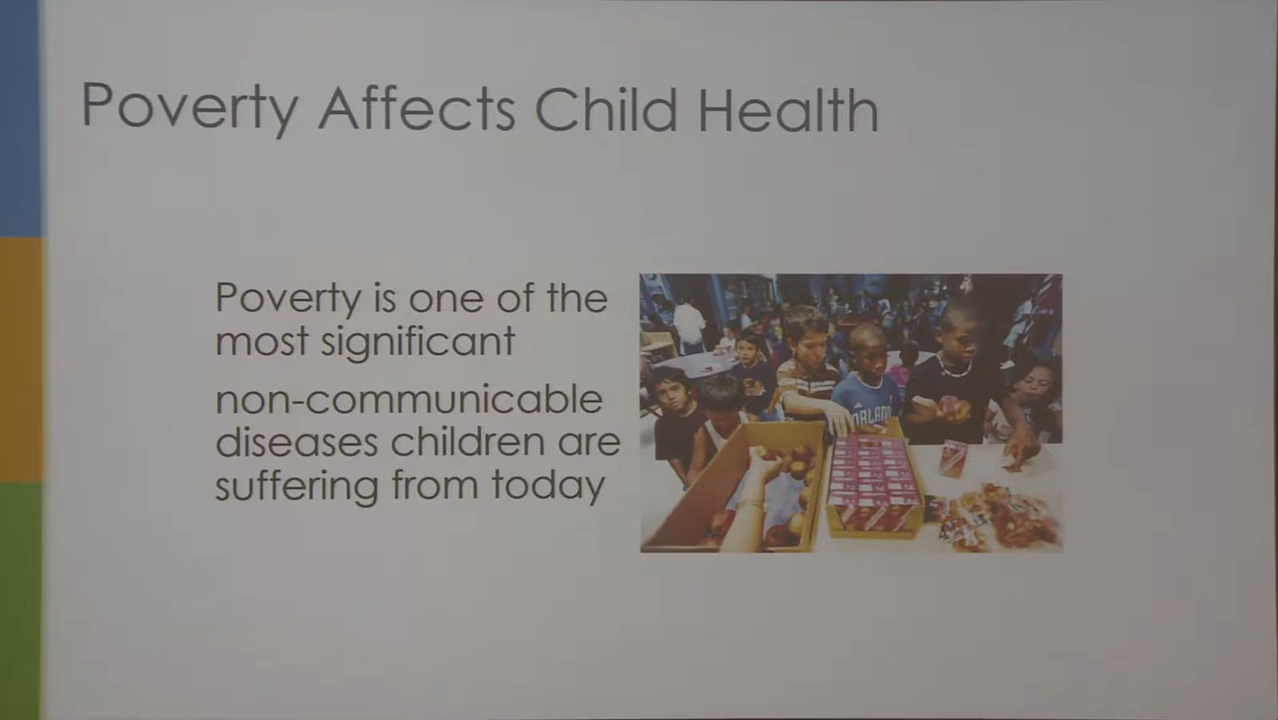 Poverty Affects Child Health
Poverty is one of the
most significant
non-communicable
diseases children are
suffering from today